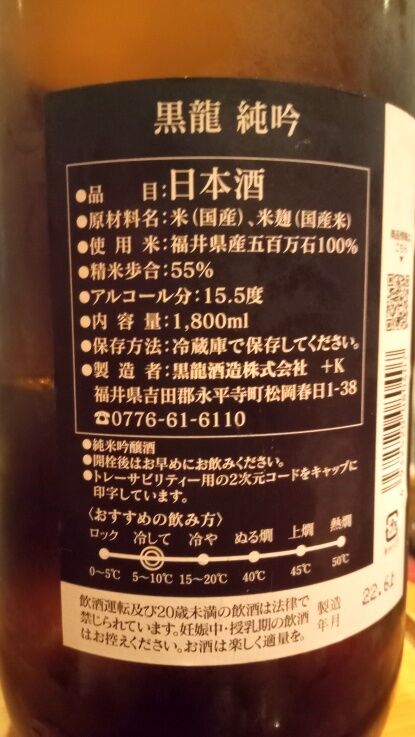 黒龍 純吟
●品 目:日本酒
●原材料名:米(国産)、米麹(国産米)
●使 用 米:福井県産五百万石100%
●精米歩合:55%
●アルコール分:15.5度
●内 容 量:1,800ml
●保存方法:冷蔵庫で保存してください。
●製 造 者:黒龍酒造株式会社 +K
福井県吉田郡永平寺町松岡春日1-38
☎0776-61-6110
●純米吟醸酒
●開栓後はお早めにお飲みください。
●トレーサビリティー用の2次元コードをキャップに
印字しています。
〈おすすめの飲み方〉
ロック 冷して 冷や ぬる燗 上燗 熱燗
0~5℃ 5~10℃ 15~20℃ 40℃ 45℃ 50℃
飲酒運転及び20歳未満の飲酒は法律で
禁じられています。妊娠中・授乳期の飲酒
はお控えください。お酒は楽しく適量を。
製造
年月
22.6